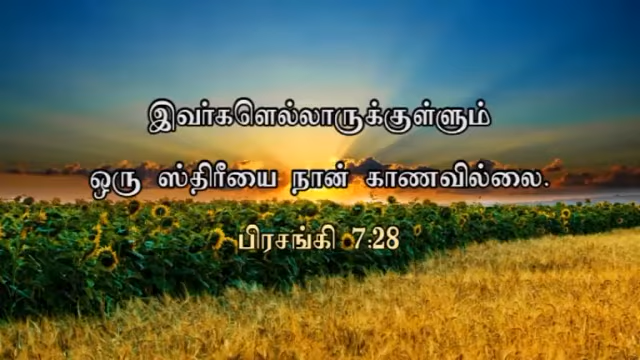 இவர்களெல்லாருக்குள்ளும்
ஒரு ஸ்திரீயை நான் காணவில்லை.
பிரசங்கி 7:28